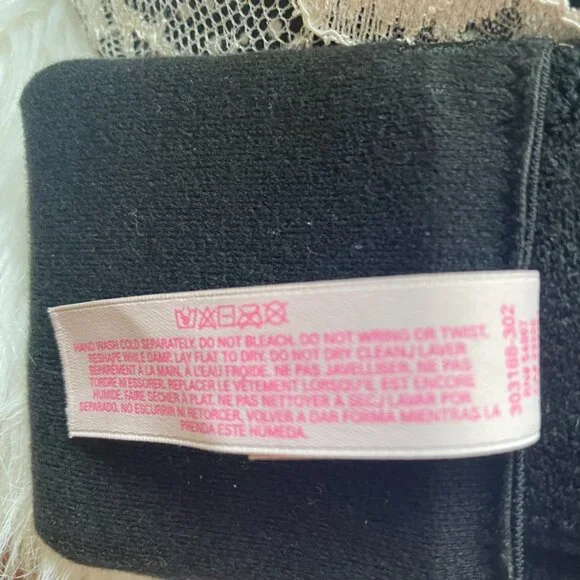 HAND WASH COLD SEPARATELY. DO NOT BLEACH. DO NOT WRING OR TWIST.
RESHAPE WHILE DAMP. LAY FLAT TO DRY. DO NOT DRY CLEAN./ LAVER
SÉPARÉMENT À LA MAIN, À L'EAU FROIDE. NE PAS JAVELLISER, NE PAS
TORDRE NI ESSORER. REPLACER LE VÊTEMENT LORSQU'IL EST ENCORE
HUMIDE. FAIRE SÉCHER À PLAT. NE PAS NETTOYER À SEC./ LAVAR POR
SEPARADO. NO ESCURRIR NI RETORCER. VOLVER A DAR FORMA MIENTRAS LA
PRENDA ESTE HUMEDA.
303188-302
RN# 54867